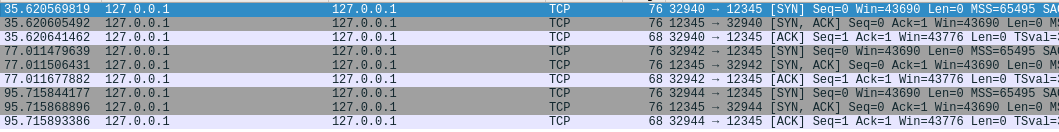 35.620569819 127.0.0.1 127.0.0.1 TCP 76 32940 → 12345 [SYN] Seq=0 Win=43690 Len=0 MSS=65495
35.620605492 127.0.0.1 127.0.0.1 TCP 76 12345 → 32940 [SYN, ACK] Seq=0 Ack=1 Win=43690 Len=0
35.620641462 127.0.0.1 127.0.0.1 TCP 68 32940 → 12345 [ACK] Seq=1 Ack=1 Win=43776 Len=0 TSval=
77.011479639 127.0.0.1 127.0.0.1 TCP 76 32942 → 12345 [SYN] Seq=0 Win=43690 Len=0 MSS=65495
77.011506431 127.0.0.1 127.0.0.1 TCP 76 12345 → 32942 [SYN, ACK] Seq=0 Ack=1 Win=43690 Len=0
77.011677882 127.0.0.1 127.0.0.1 TCP 68 32942 → 12345 [ACK] Seq=1 Ack=1 Win=43776 Len=0 TSval=
95.715844177 127.0.0.1 127.0.0.1 TCP 76 32944 → 12345 [SYN] Seq=0 Win=43690 Len=0 MSS=65495
95.715868896 127.0.0.1 127.0.0.1 TCP 76 12345 → 32944 [SYN, ACK] Seq=0 Ack=1 Win=43690 Len=0
95.715893386 127.0.0.1 127.0.0.1 TCP 68 32944 → 12345 [ACK] Seq=1 Ack=1 Win=43776 Len=0 TSval=